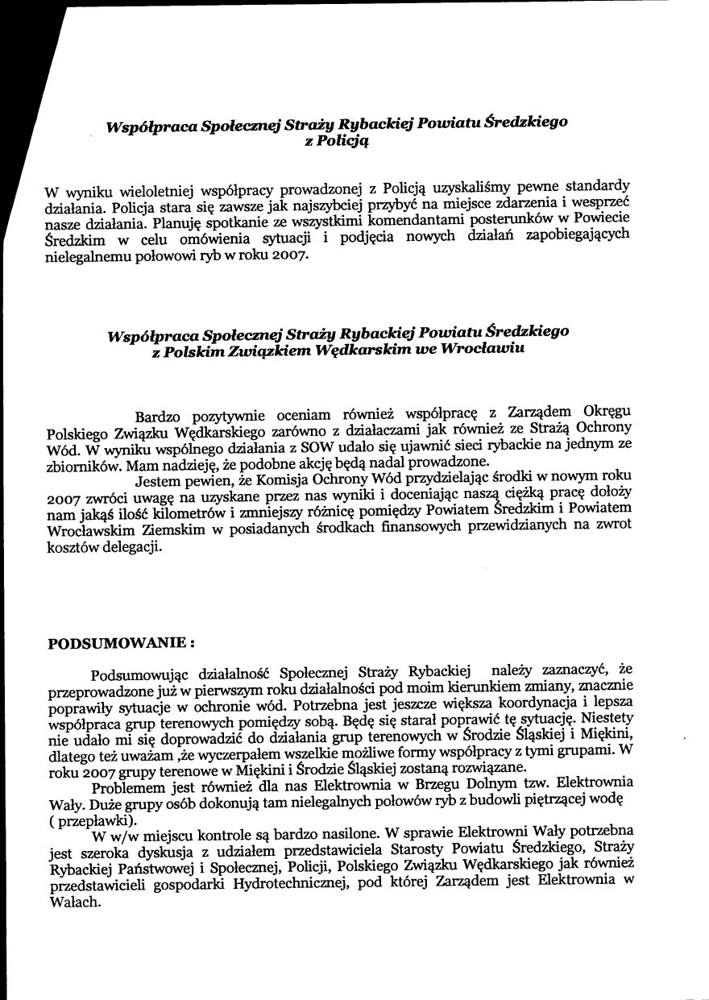 Współpraca Społecznej Straży Rybackiej Powiatu Średzkiego
z Policją
W wyniku wieloletniej współpracy prowadzonej z Policją uzyskaliśmy pewne standardy
działania. Policja stara się zawsze jak najszybciej przybyć na miejsce zdarzenia i wesprzeć
nasze działania. Planuję spotkanie ze wszystkimi komendantami posterunków w Powiecie
Średzkim w celu omówienia sytuacji i podjęcia nowych działań zapobiegających
nielegalnemu połowowi ryb w roku 2007.
Współpraca Społecznej Straży Rybackiej Powiatu Średzkiego
z Polskim Związkiem Wędkarskim we Wrocławiu
Bardzo pozytywnie oceniam również współpracę z Zarządem Okręgu
Polskiego Związku Wędkarskiego zarówno z działaczami jak również ze Strażą Ochrony
Wód. W wyniku wspólnego działania z SOW udało się ujawnić sieci rybackie na jednym ze
zbiorników. Mam nadzieję, że podobne akcję będą nadal prowadzone.
Jestem pewien, że Komisja Ochrony Wód przydzielając środki w nowym roku
2007 zwróci uwagę na uzyskane przez nas wyniki i doceniając naszą ciężką pracę dołoży
nam jakąś ilość kilometrów i zmniejszy różnicę pomiędzy Powiatem Średzkim i Powiatem
Wrocławskim Ziemskim w posiadanych środkach finansowych przewidzianych na zwrot
kosztów delegacji.
PODSUMOWANIE :
Podsumowując działalność Społecznej Straży Rybackiej należy zaznaczyć, że
przeprowadzone już w pierwszym roku działalności pod moim kierunkiem zmiany, znacznie
poprawiły sytuacje w ochronie wód. Potrzebna jest jeszcze większa koordynacja i lepsza
współpraca grup terenowych pomiędzy sobą. Będę się starał poprawić tę sytuację. Niestety
nie udało mi się doprowadzić do działania grup terenowych w Środzie Śląskiej i Miękini,
dlatego też uważam ,że wyczerpałem wszelkie możliwe formy współpracy z tymi grupami. W
roku 2007 grupy terenowe w Miękini i Środzie Śląskiej zostaną rozwiązane.
Problemem jest również dla nas Elektrownia w Brzegu Dolnym tzw. Elektrownia
Wały. Duże grupy osób dokonują tam nielegalnych połowów ryb z budowli piętrzącej wodę
( przepławki).
W w/w miejscu kontrole są bardzo nasilone. W sprawie Elektrowni Wały potrzebna
jest szeroka dyskusja z udziałem przedstawiciela Starosty Powiatu Średzkiego, Straży
Rybackiej Państwowej i Społecznej, Policji, Polskiego Związku Wędkarskiego jak również
przedstawicieli gospodarki Hydrotechnicznej, pod której Zarządem jest Elektrownia w
Wałach.